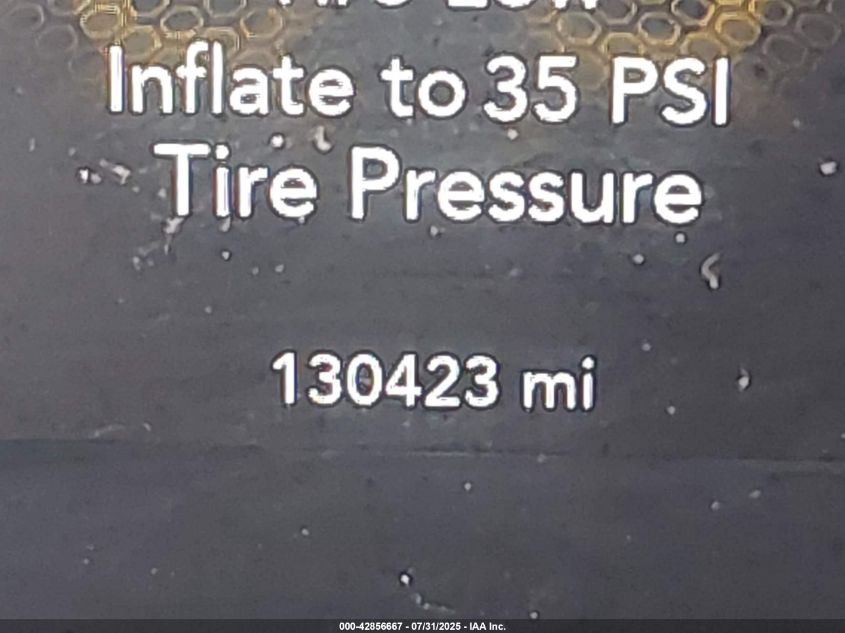 Inflate to 35 PSI
Tire Pressure
130423 mi
000-42856667 - 07/31/2025 - IAA Inc.